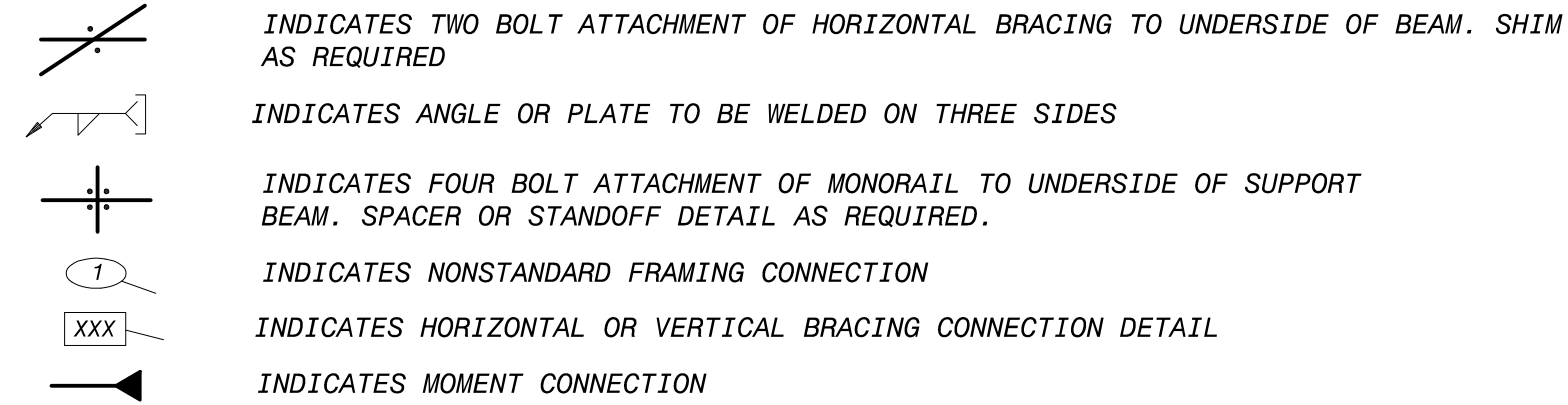 INDICATES TWO BOLT ATTACHMENT OF HORIZONTAL BRACING TO UNDERSIDE OF BEAM. SHIM
AS REQUIRED
INDICATES ANGLE OR PLATE TO BE WELDED ON THREE SIDES
INDICATES FOUR BOLT ATTACHMENT OF MONORAIL TO UNDERSIDE OF SUPPORT
BEAM. SPACER OR STANDOFF DETAIL AS REQUIRED.
1 INDICATES NONSTANDARD FRAMING CONNECTION
XXX INDICATES HORIZONTAL OR VERTICAL BRACING CONNECTION DETAIL
INDICATES MOMENT CONNECTION